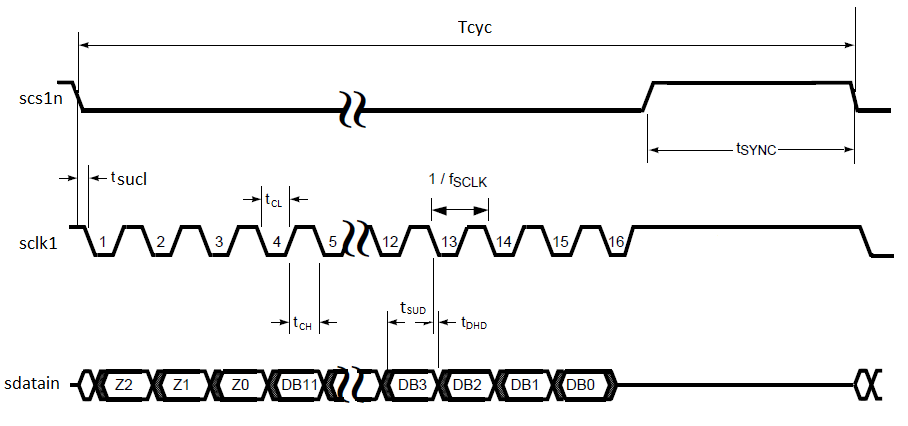 Tcyc
scs1n
tSYNC
tsucl
tCL
1 / fSCLK
sclk1
1 2 3 4 5 12 13 14 15 16
tCH
tSUD
tDHD
sdatain
Z2 Z1 Z0 DB11 DB3 DB2 DB1 DB0